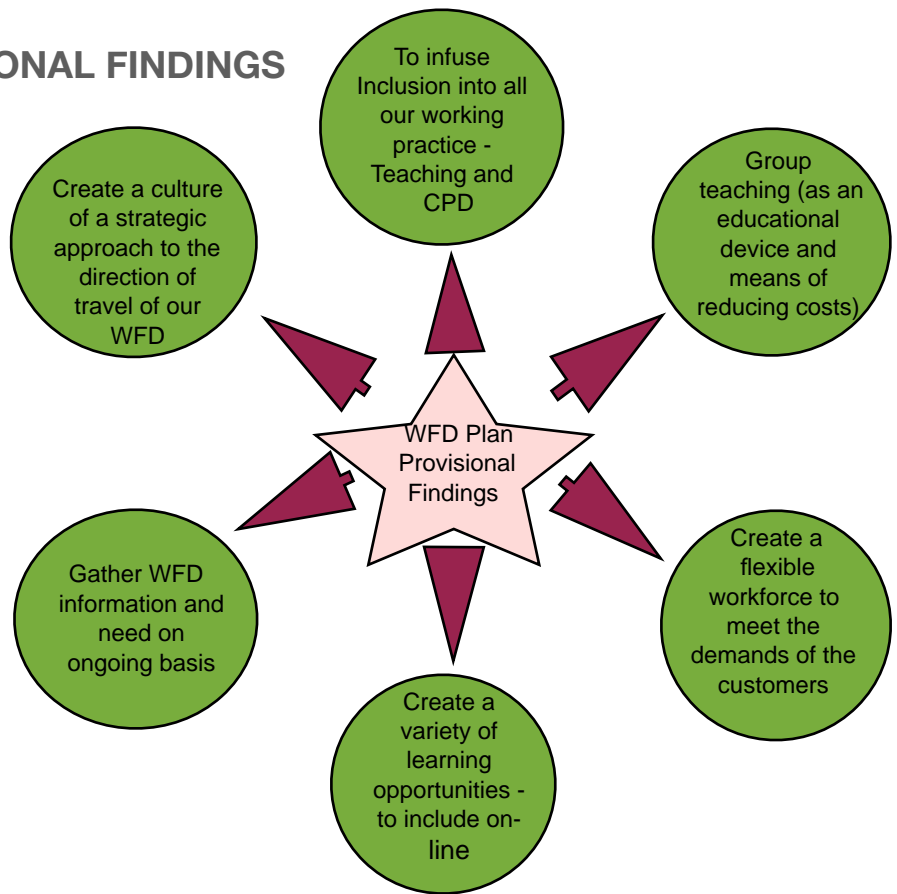 ONAL FINDINGS
To infuse
Inclusion into all
our working
practice -
Teaching and
CPD
Group
teaching (as an
educational
device and
means of
reducing costs)
Create a
flexible
workforce to
meet the
demands of the
customers
Create a
variety of
learning
opportunities -
to include on-
line
Gather WFD
information and
need on
ongoing basis
Create a culture
of a strategic
approach to the
direction of
travel of our
WFD
WFD Plan
Provisional
Findings